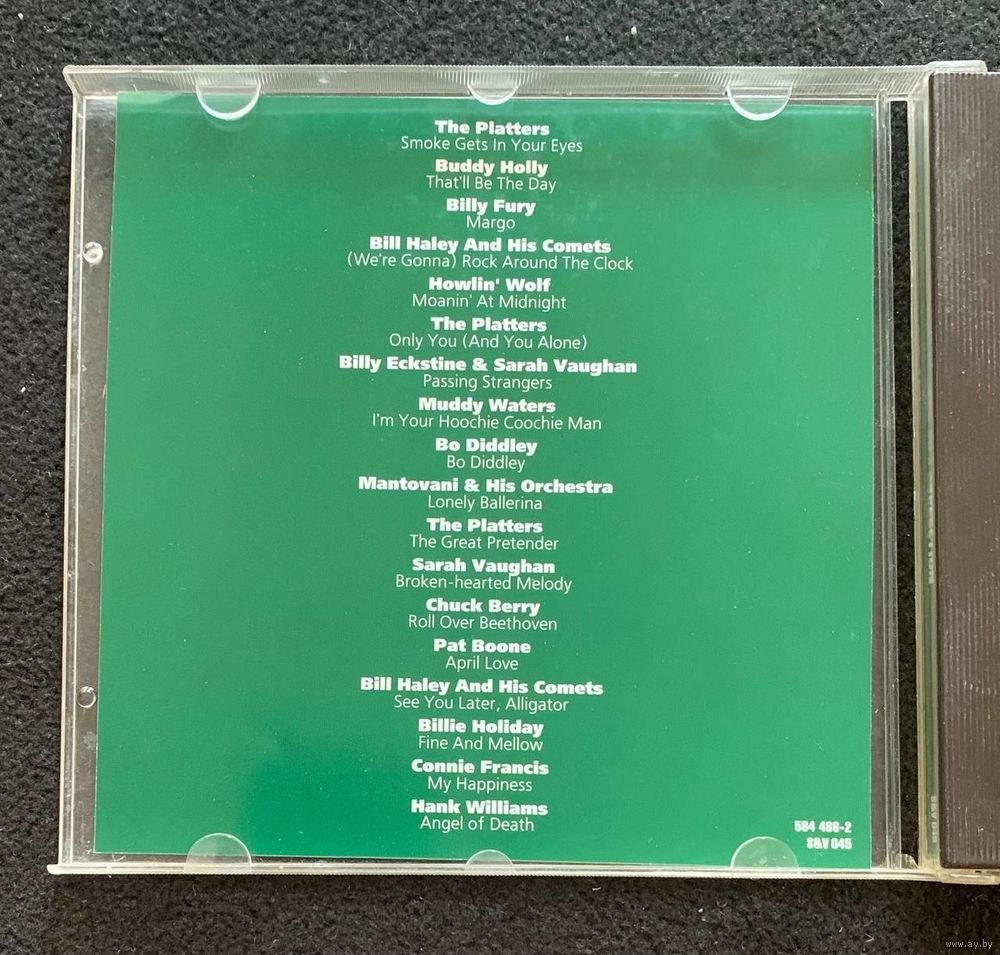 The Platters
Smoke Gets In Your Eyes
Buddy Holly
That'll Be The Day
Billy Fury
Margo
Bill Haley And His Comets
(We're Gonna) Rock Around The Clock
Howlin' Wolf
Moanin' At Midnight
The Platters
Only You (And You Alone)
Billy Eckstine & Sarah Vaughan
Passing Strangers
Muddy Waters
I'm Your Hoochie Coochie Man
Bo Diddley
Bo Diddley
Mantovani & His Orchestra
Lonely Ballerina
The Platters
The Great Pretender
Sarah Vaughan
Broken-hearted Melody
Chuck Berry
Roll Over Beethoven
Pat Boone
April Love
Bill Haley And His Comets
See You Later, Alligator
Billie Holiday
Fine And Mellow
Connie Francis
My Happiness
Hank Williams
Angel of Death
584 486-2
S&V 045
www.ay.by